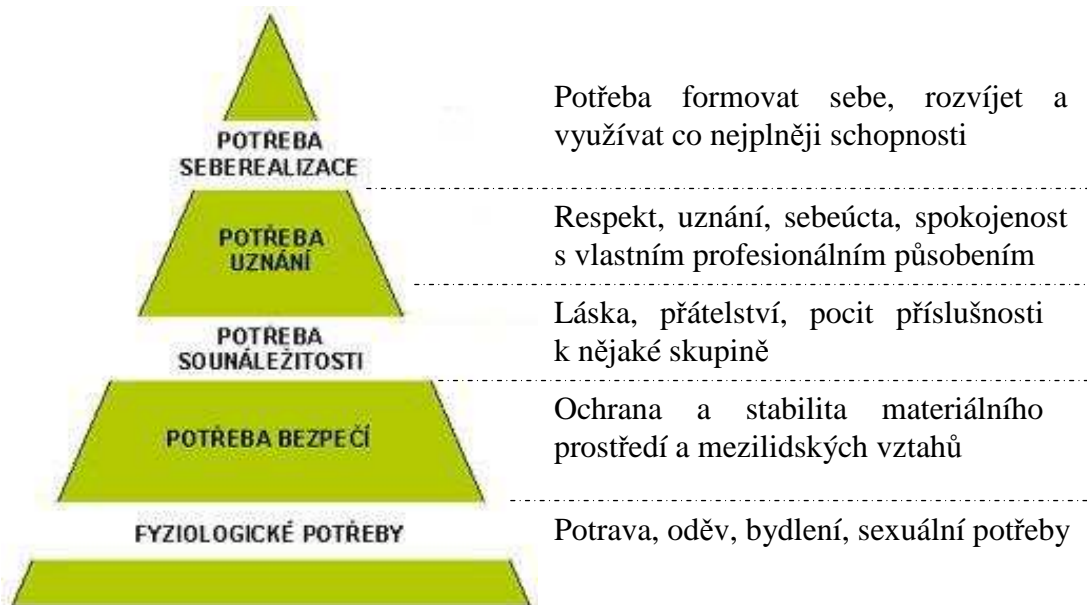 POTŘEBA
SEBEREALIZACE
Potřeba formovat sebe, rozvíjet a
využívat co nejplněji schopnosti
POTŘEBA
UZNÁNÍ
Respekt, uznání, sebeúcta, spokojenost
s vlastním profesionálním působením
POTŘEBA
SOUNÁLEŽITOSTI
Láska, přátelství, pocit příslušnosti
k nějaké skupině
POTŘEBA BEZPEČÍ
Ochrana a stabilita materiálního
prostředí a mezilidských vztahů
FYZIOLOGICKÉ POTŘEBY
Potrava, oděv, bydlení, sexuální potřeby